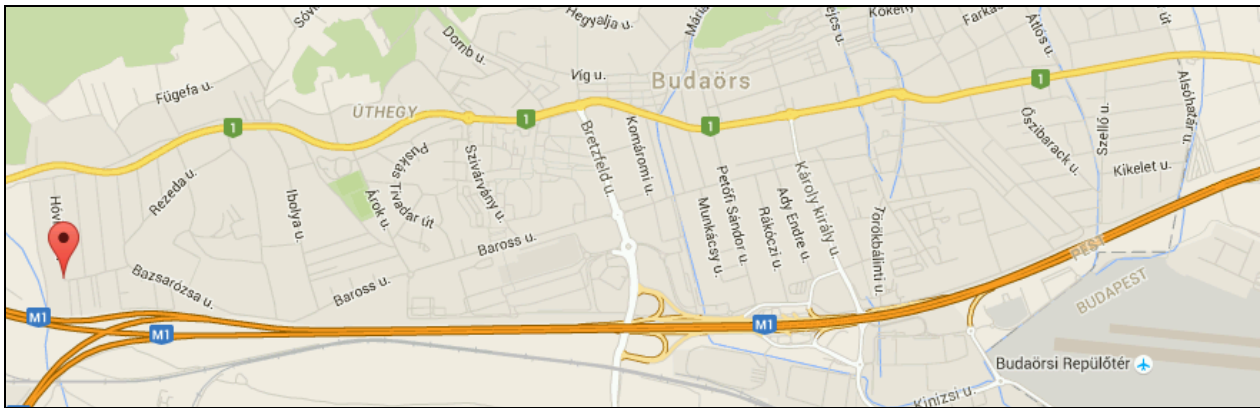 Hegyalja u.
Domb u.
Víg u.
Budaörs
Fügefa u.
ÚTHEGY
1
1
1
1
Kikelet u.
Szellő u.
Alsóhatár u.
Őszibarack u.
Átlós u.
Bretzfeld u.
Komáromi u.
Puskás Tivadar út
Szivárvány u.
Rezeda u.
Ibolya u.
Árok u.
Petőfi Sándor u.
Munkácsy u.
Károly király u.
Ady Endre u.
Rákóczi u.
Törökbálinti u.
Baross u.
Baross u.
Bazsarózsa u.
PEST
BUDAPEST
M1
M1
M1
Budaörsi Repülőtér
Kinizsi u.
út